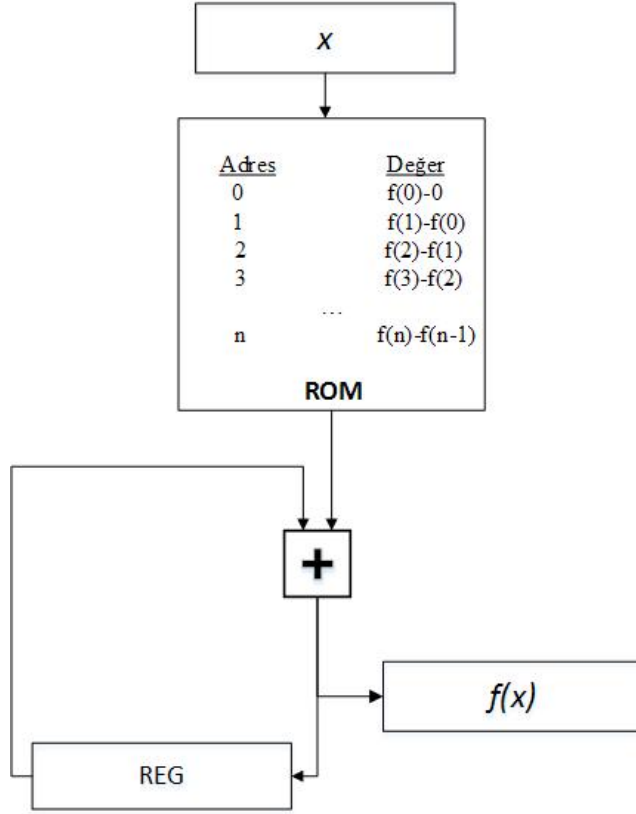 x
Adres Değer
0 f(0)-0
1 f(1)-f(0)
2 f(2)-f(1)
3 f(3)-f(2)
...
n f(n)-f(n-1)
ROM
+
f(x)
REG